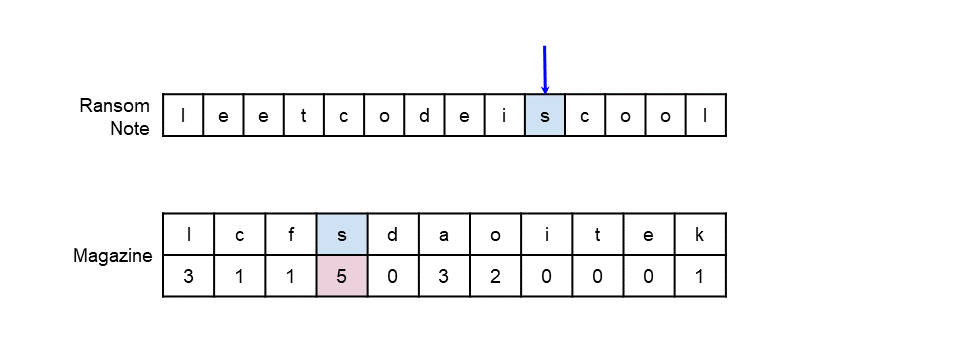 Ransom Note
l e e t c o d e i s c o o l
Magazine
l c f s d a o i t e k
3 1 1 5 0 3 2 0 0 0 1